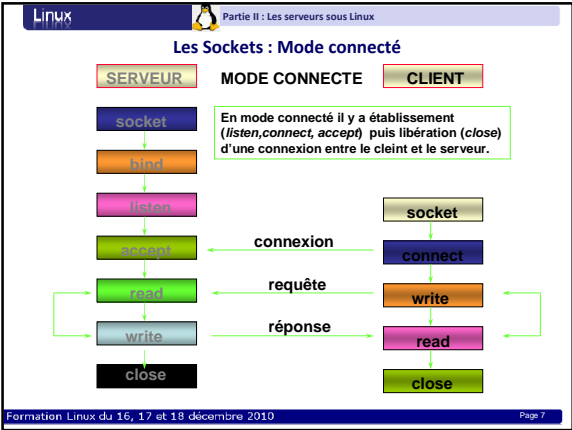 Linux
Partie II : Les serveurs sous Linux
Les Sockets : Mode connecté
SERVEUR MODE CONNECTE CLIENT
En mode connecté il y a établissement
(listen,connect, accept) puis libération (close)
d'une connexion entre le cleint et le serveur.
socket
bind
listen
accept
read
write
close
connexion
requête
réponse
socket
connect
write
read
close
Formation Linux du 16, 17 et 18 décembre 2010
Page 7